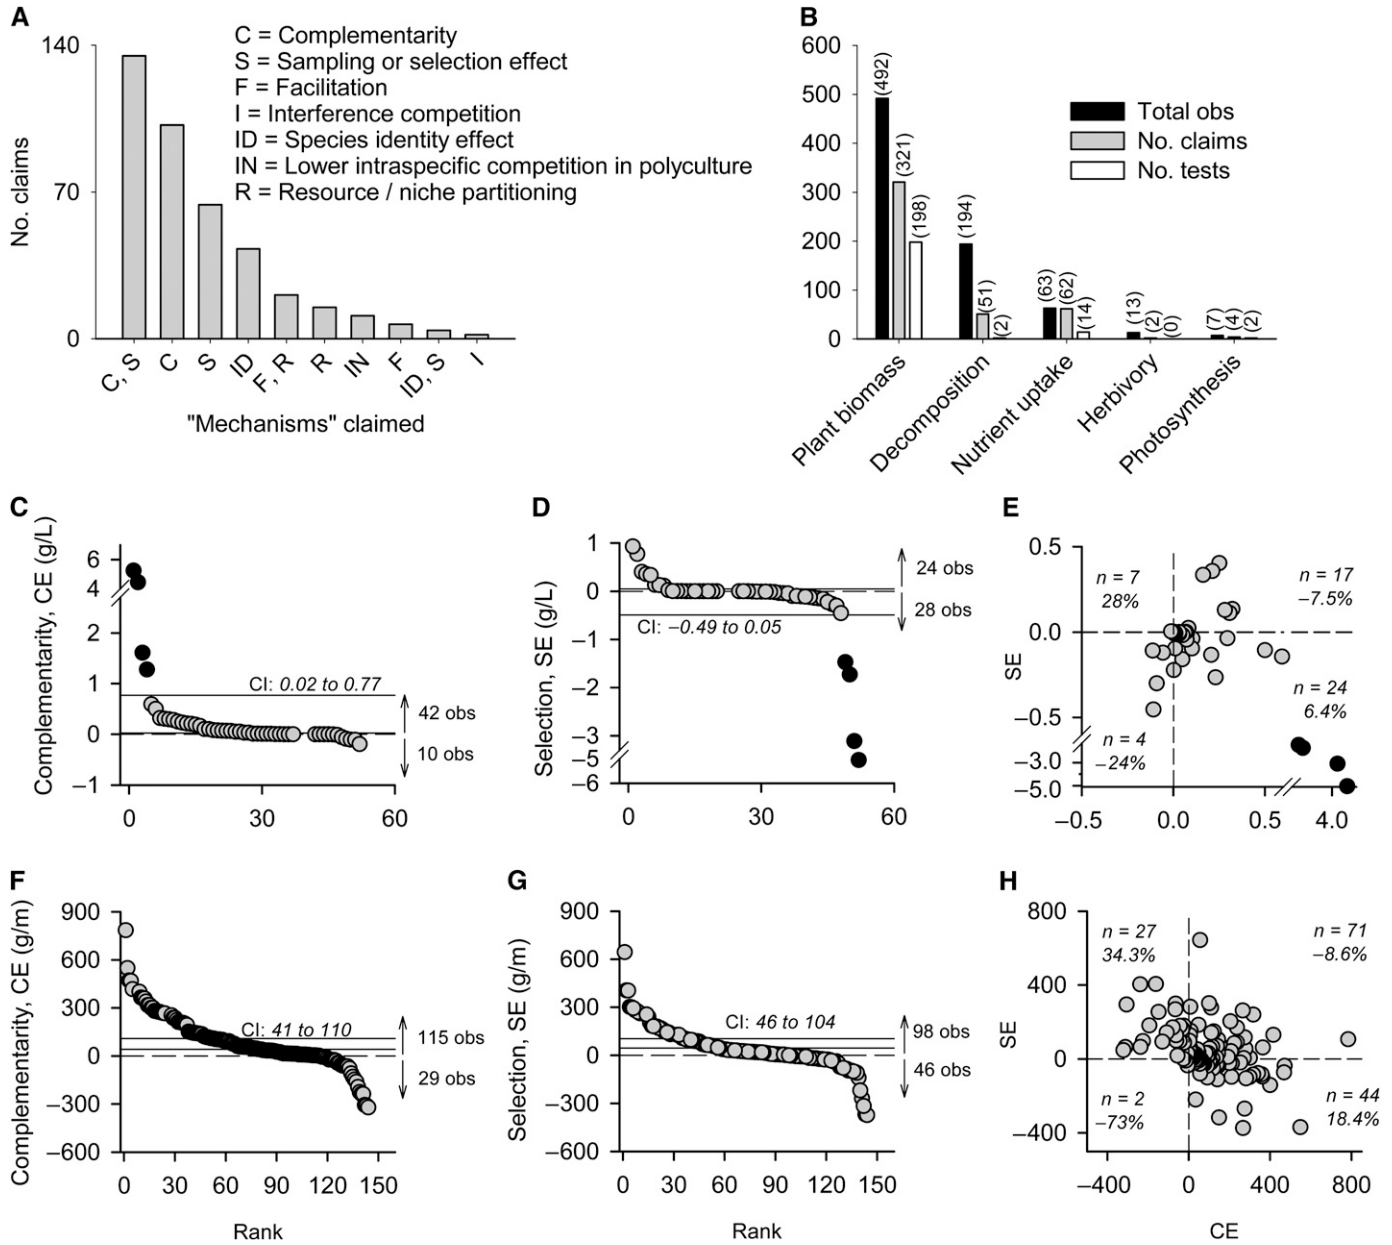 A
140
70
0
No. claims
C = Complementarity
S = Sampling or selection effect
F = Facilitation
I = Interference competition
ID = Species identity effect
IN = Lower intraspecific competition in polyculture
R = Resource / niche partitioning
C, S
C
S
ID
F, R
R
IN
F
ID, S
I
"Mechanisms" claimed
B
600
500
400
300
200
100
0
(492)
(321)
(198)
(194)
(51)
(2)
(63)
(62)
(14)
(13)
(2)
(0)
(7)
(4)
(2)
Total obs
No. claims
No. tests
Plant biomass
Decomposition
Nutrient uptake
Herbivory
Photosynthesis
C
Complementarity, CE (g/L)
6
4
2
1
0
−1
CI: 0.02 to 0.77
42 obs
10 obs
0
30
60
D
Selection, SE (g/L)
1
0
−1
−2
−3
−5
−6
CI: −0.49 to 0.05
24 obs
28 obs
0
30
60
E
SE
0.5
0.0
−0.5
−3.0
−5.0
n = 7
28%
n = 17
−7.5%
n = 24
6.4%
n = 4
−24%
−0.5
0.0
0.5
4.0
F
Complementarity, CE (g/m)
900
600
300
0
−300
−600
CI: 41 to 110
115 obs
29 obs
0
30
60
90
120
150
Rank
G
Selection, SE (g/m)
900
600
300
0
−300
−600
CI: 46 to 104
98 obs
46 obs
0
30
60
90
120
150
Rank
H
SE
800
400
0
−400
n = 27
34.3%
n = 71
−8.6%
n = 2
−73%
n = 44
18.4%
−400
0
400
800
CE